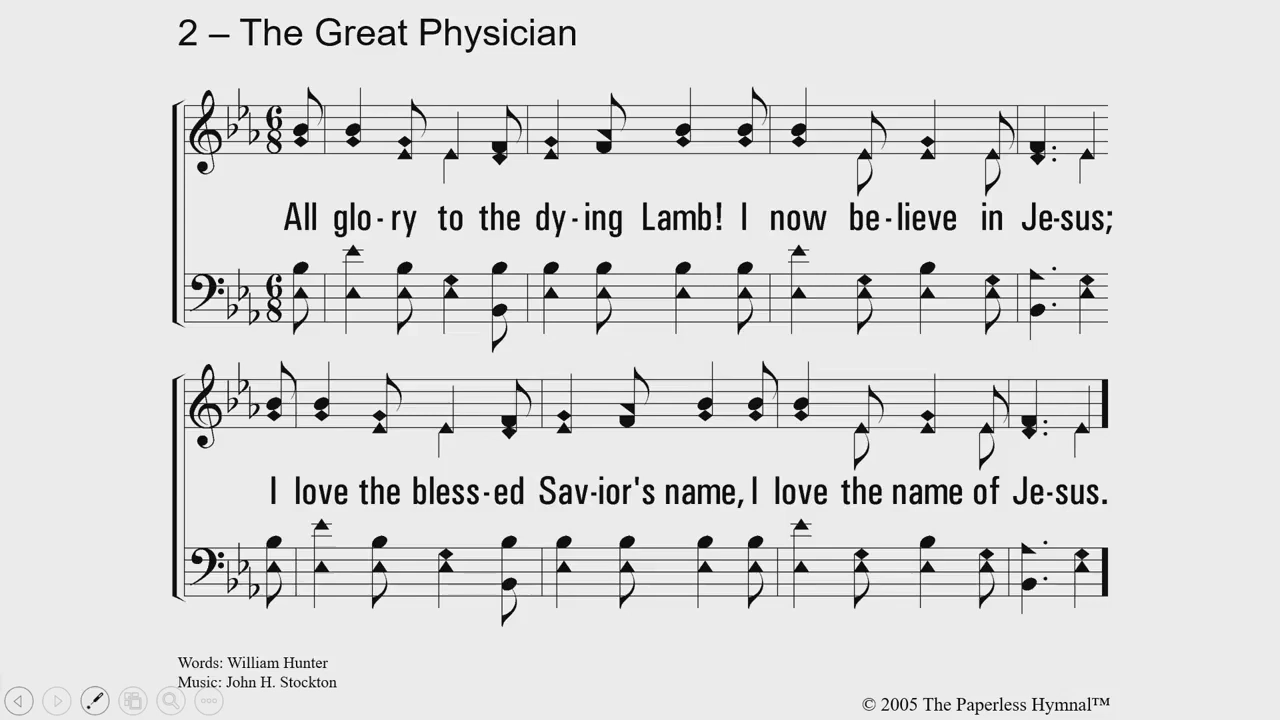 2 – The Great Physician
All glo - ry to the dy - ing Lamb! I now be - lieve in Je-sus;
I love the bless-ed Sav-ior's name, I love the name of Je-sus.
Words: William Hunter
Music: John H. Stockton
© 2005 The Paperless Hymnal™